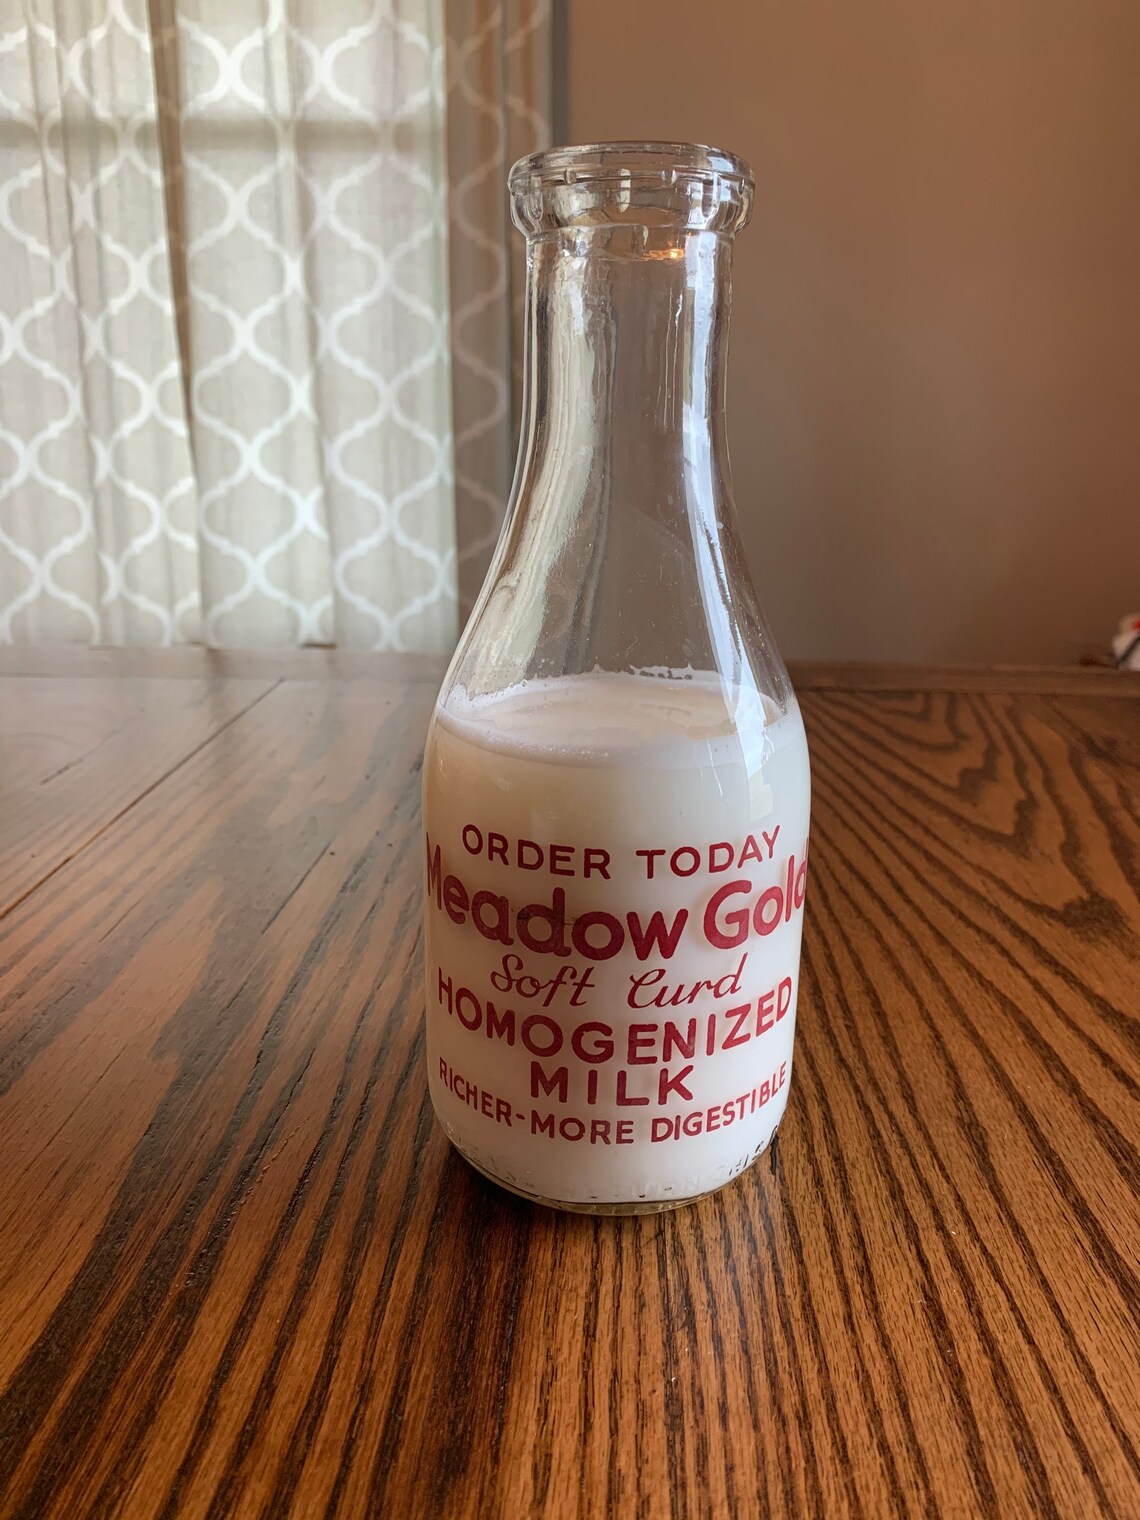 ORDER TODAY
Meadow Gold
Soft Curd
HOMOGENIZED
MILK
RICHER-MORE DIGESTIBLE